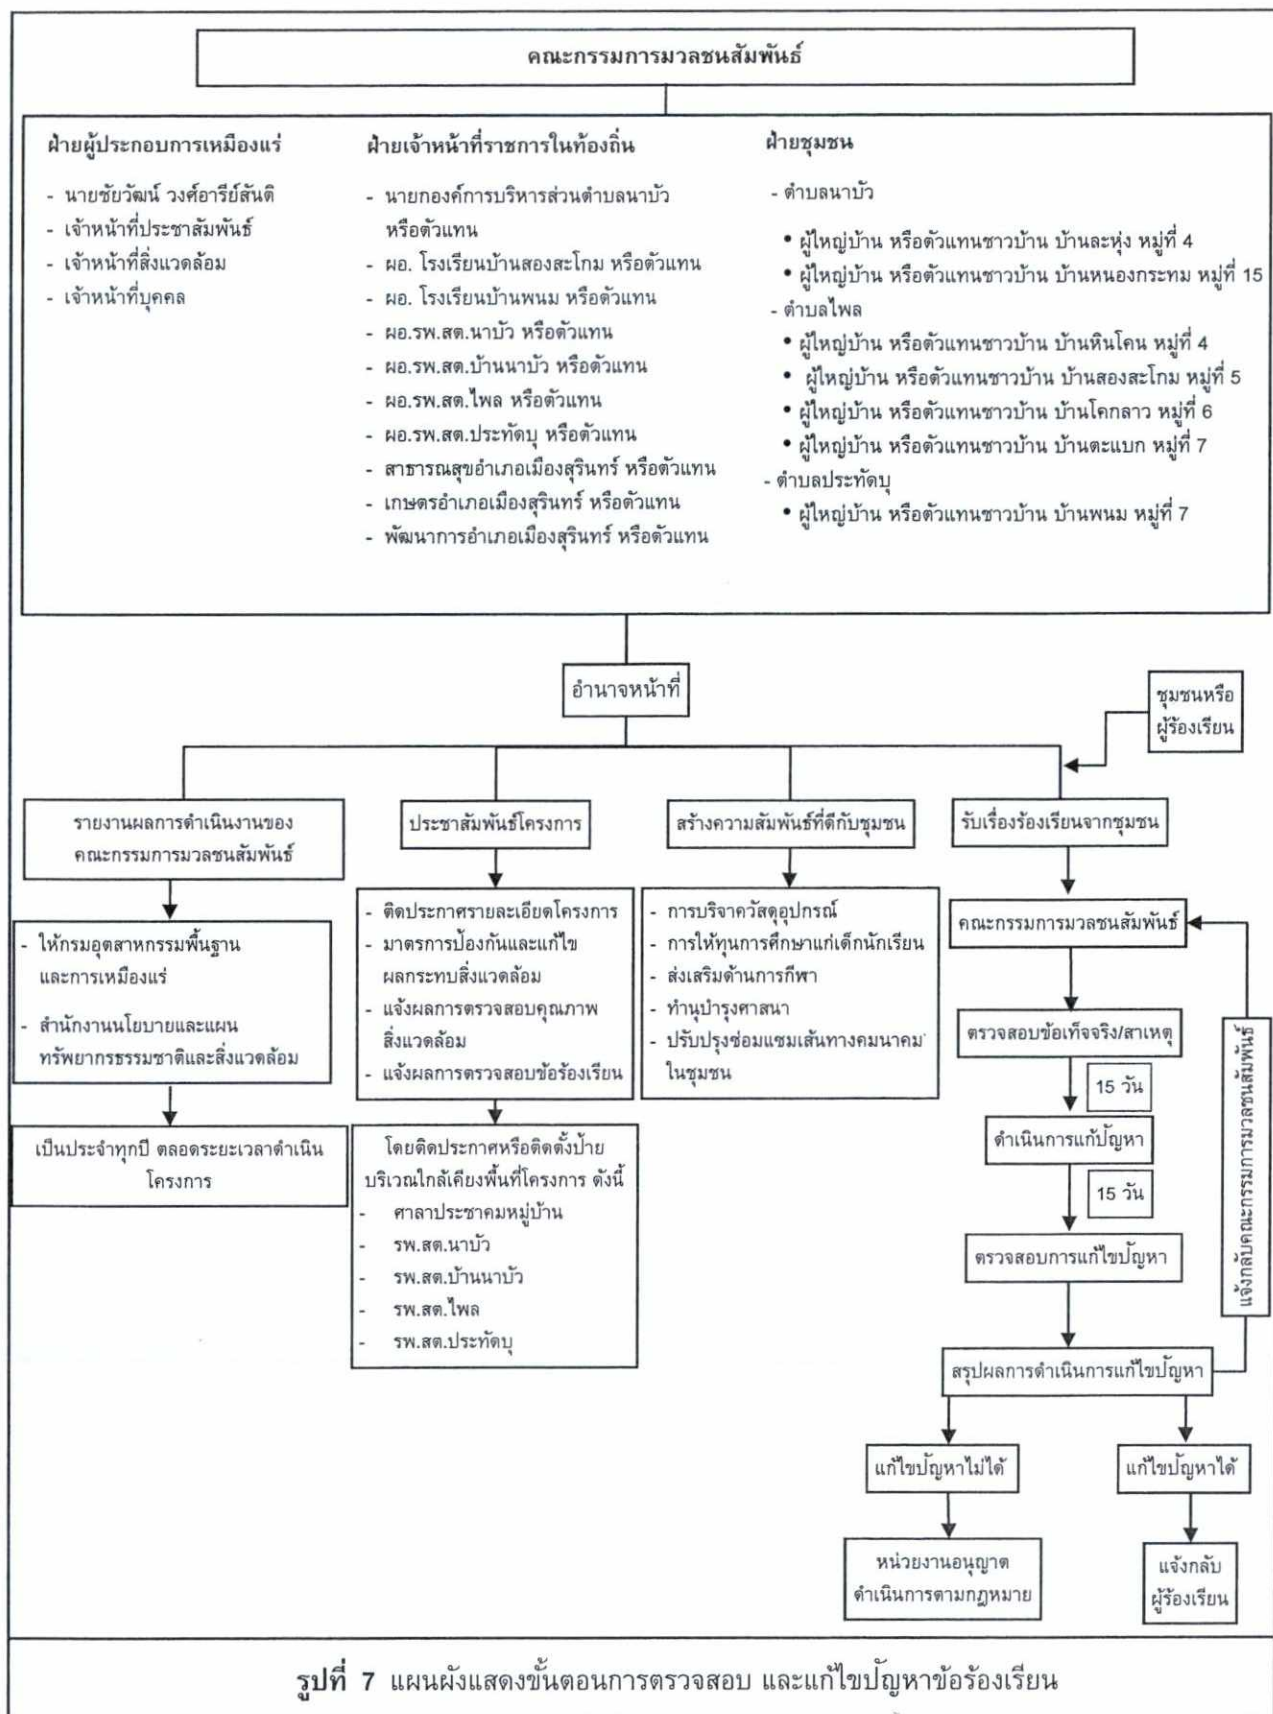 คณะกรรมการมวลชนสัมพันธ์
ฝ่ายผู้ประกอบการเหมืองแร่
- นายชัยวัฒน์ วงศ์อารีย์สันติ
- เจ้าหน้าที่ประชาสัมพันธ์
- เจ้าหน้าที่สิ่งแวดล้อม
- เจ้าหน้าที่บุคคล
ฝ่ายเจ้าหน้าที่ราชการในท้องถิ่น
- นายกองค์การบริหารส่วนตำบลนาบัว
หรือตัวแทน
- ผอ. โรงเรียนบ้านสองสะโกม หรือตัวแทน
- ผอ. โรงเรียนบ้านพนม หรือตัวแทน
- ผอ.รพ.สต.นาบัว หรือตัวแทน
- ผอ.รพ.สต.บ้านนาบัว หรือตัวแทน
- ผอ.รพ.สต.ไพล หรือตัวแทน
- ผอ.รพ.สต.ประทัดบุ หรือตัวแทน
- สาธารณสุขอำเภอเมืองสุรินทร์ หรือตัวแทน
- เกษตรอำเภอเมืองสุรินทร์ หรือตัวแทน
- พัฒนาการอำเภอเมืองสุรินทร์ หรือตัวแทน
ฝ่ายชุมชน
- ตำบลนาบัว
• ผู้ใหญ่บ้าน หรือตัวแทนชาวบ้าน บ้านละหุ่ง หมู่ที่ 4
• ผู้ใหญ่บ้าน หรือตัวแทนชาวบ้าน บ้านหนองกระทม หมู่ที่ 15
- ตำบลไพล
• ผู้ใหญ่บ้าน หรือตัวแทนชาวบ้าน บ้านหินโคน หมู่ที่ 4
• ผู้ใหญ่บ้าน หรือตัวแทนชาวบ้าน บ้านสองสะโกม หมู่ที่ 5
• ผู้ใหญ่บ้าน หรือตัวแทนชาวบ้าน บ้านโคกลาว หมู่ที่ 6
• ผู้ใหญ่บ้าน หรือตัวแทนชาวบ้าน บ้านตะแบก หมู่ที่ 7
- ตำบลประทัดบุ
• ผู้ใหญ่บ้าน หรือตัวแทนชาวบ้าน บ้านพนม หมู่ที่ 7
อำนาจหน้าที่
ชุมชนหรือ
ผู้ร้องเรียน
รายงานผลการดำเนินงานของ
คณะกรรมการมวลชนสัมพันธ์
- ให้กรมอุตสาหกรรมพื้นฐาน
และการเหมืองแร่
- สำนักงานนโยบายและแผน
ทรัพยากรธรรมชาติและสิ่งแวดล้อม
เป็นประจำทุกปี ตลอดระยะเวลาดำเนิน
โครงการ
ประชาสัมพันธ์โครงการ
- ติดประกาศรายละเอียดโครงการ
- มาตรการป้องกันและแก้ไข
ผลกระทบสิ่งแวดล้อม
- แจ้งผลการตรวจสอบคุณภาพ
สิ่งแวดล้อม
- แจ้งผลการตรวจสอบข้อร้องเรียน
โดยติดประกาศหรือติดตั้งป้าย
บริเวณใกล้เคียงพื้นที่โครงการ ดังนี้
- ศาลาประชาคมหมู่บ้าน
- รพ.สต.นาบัว
- รพ.สต.บ้านนาบัว
- รพ.สต.ไพล
- รพ.สต.ประทัดบุ
สร้างความสัมพันธ์ที่ดีกับชุมชน
- การบริจาควัสดุอุปกรณ์
- การให้ทุนการศึกษาแก่เด็กนักเรียน
- ส่งเสริมด้านการกีฬา
- ทำนุบำรุงศาสนา
- ปรับปรุงซ่อมแซมเส้นทางคมนาคม
ในชุมชน
รับเรื่องร้องเรียนจากชุมชน
คณะกรรมการมวลชนสัมพันธ์
ตรวจสอบข้อเท็จจริง/สาเหตุ
15 วัน
ดำเนินการแก้ปัญหา
15 วัน
ตรวจสอบการแก้ไขปัญหา
สรุปผลการดำเนินการแก้ไขปัญหา
แจ้งกลับคณะกรรมการมวลชนสัมพันธ์
แก้ไขปัญหาไม่ได้
แก้ไขปัญหาได้
หน่วยงานอนุญาต
ดำเนินการตามกฎหมาย
แจ้งกลับ
ผู้ร้องเรียน
รูปที่ 7 แผนผังแสดงขั้นตอนการตรวจสอบ และแก้ไขปัญหาข้อร้องเรียน